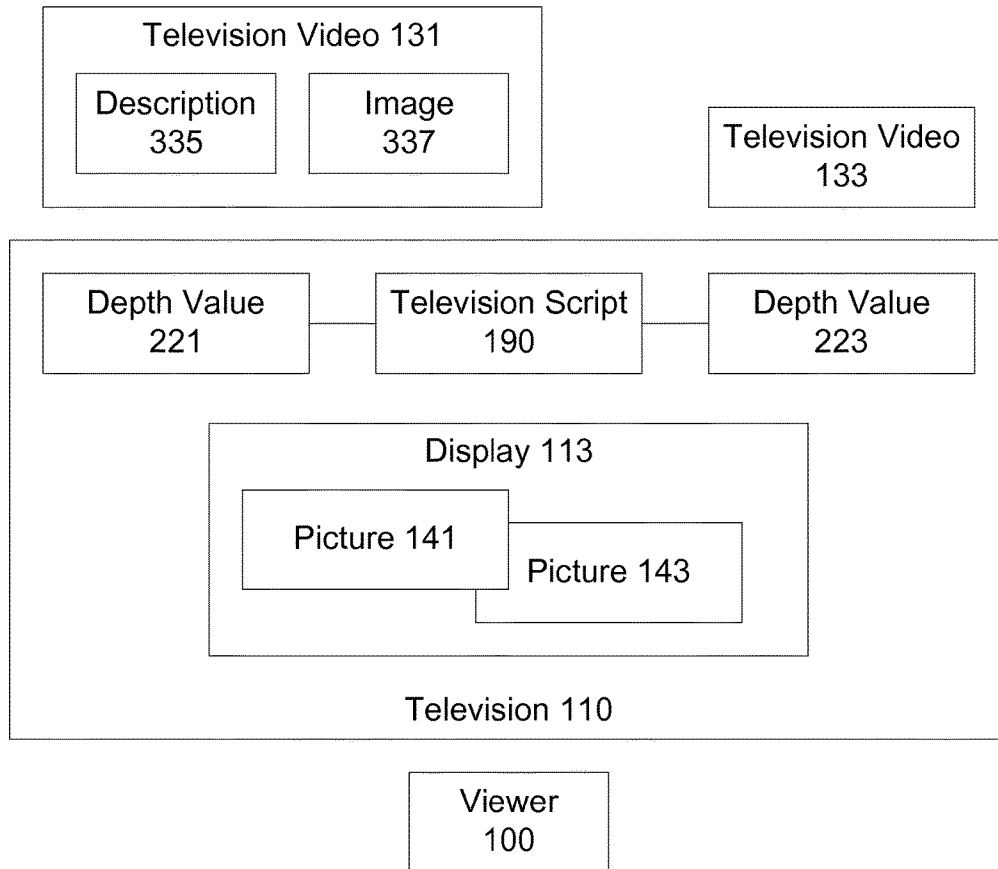 Television Video 131
Description
335
Image
337
Television Video
133
Depth Value
221
Television Script
190
Depth Value
223
Display 113
Picture 141
Picture 143
Television 110
Viewer
100